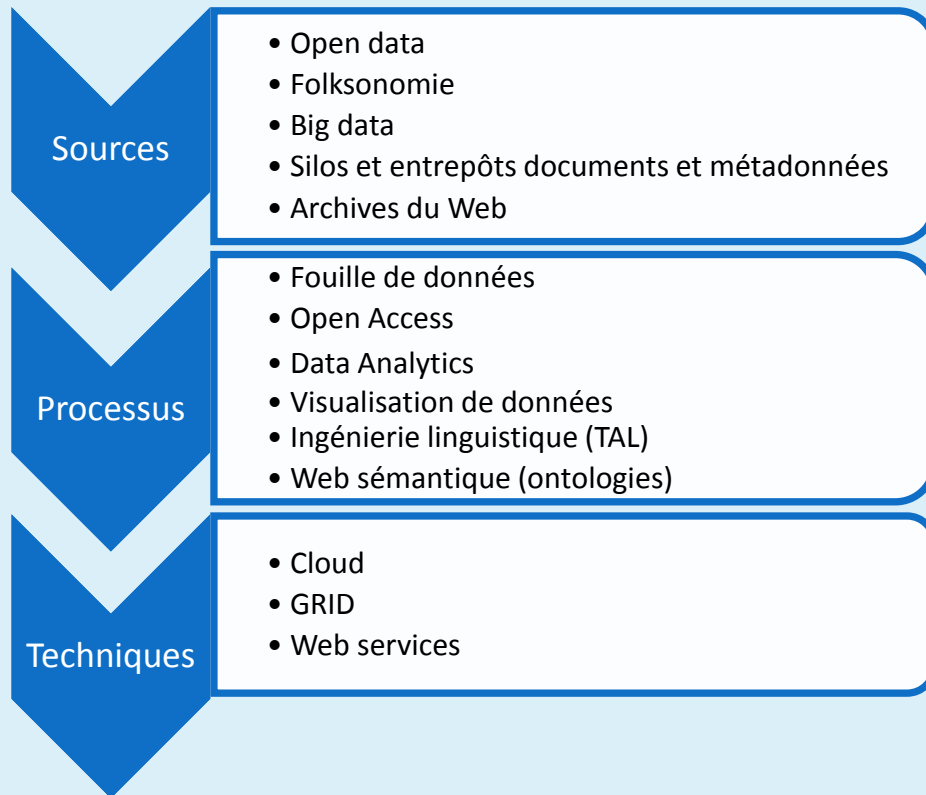 Sources
• Open data
• Folksonomie
• Big data
• Silos et entrepôts documents et métadonnées
• Archives du Web
Processus
• Fouille de données
• Open Access
• Data Analytics
• Visualisation de données
• Ingénierie linguistique (TAL)
• Web sémantique (ontologies)
Techniques
• Cloud
• GRID
• Web services